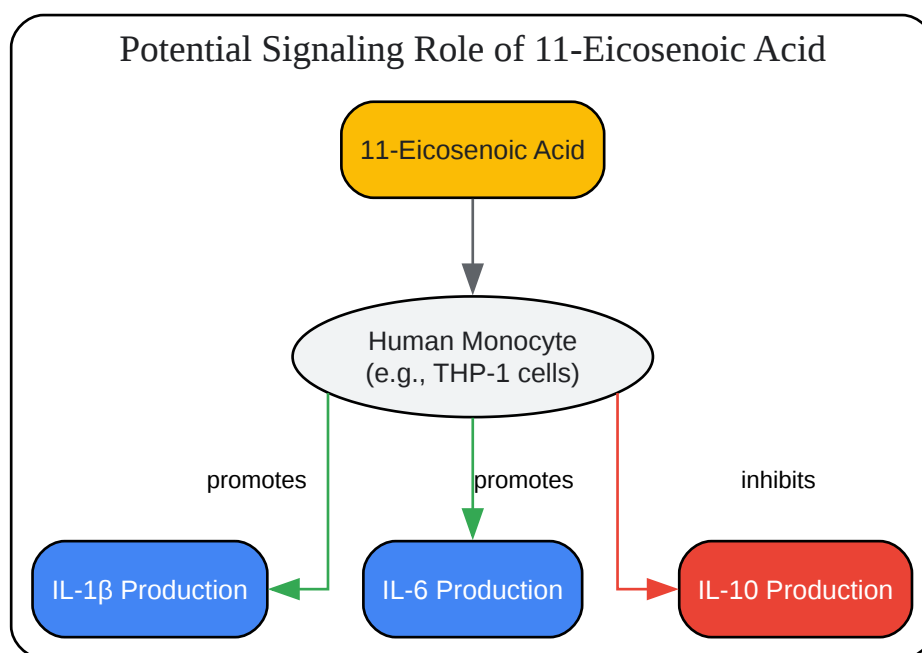 Potential Signaling Role of 11-Eicosenoic Acid
11-Eicosenoic Acid
Human Monocyte
(e.g., THP-1 cells)
promotes
promotes
inhibits
IL-1β Production
IL-6 Production
IL-10 Production